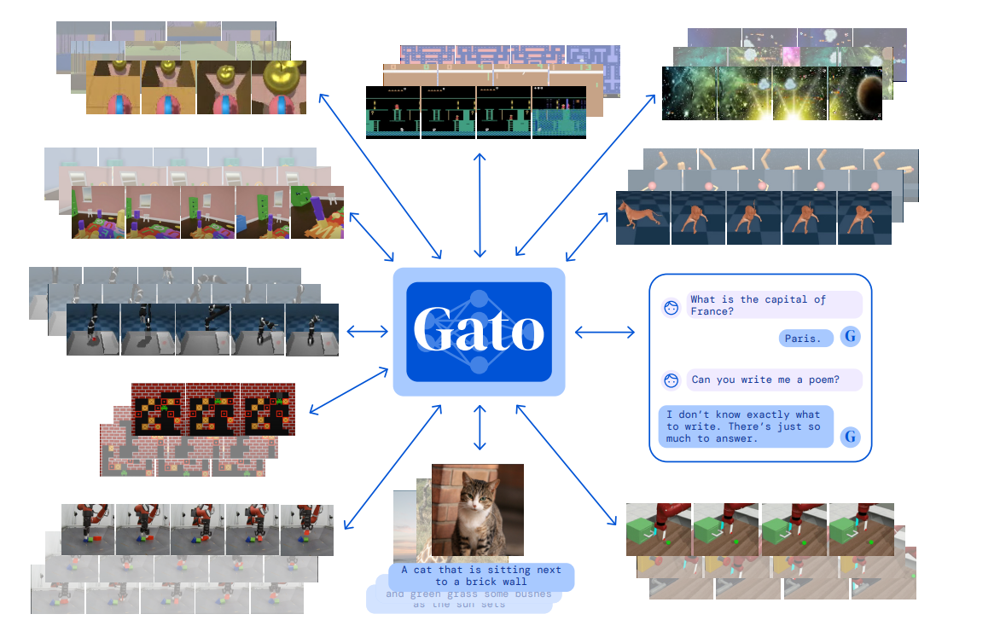 Gato
What is the capital of
France?
Paris.
G
Can you write me a poem?
I don't know exactly what
to write. There's just so
much to answer.
G
A cat that is sitting next
to a brick wall
and green grass some bushes
as the sun sets